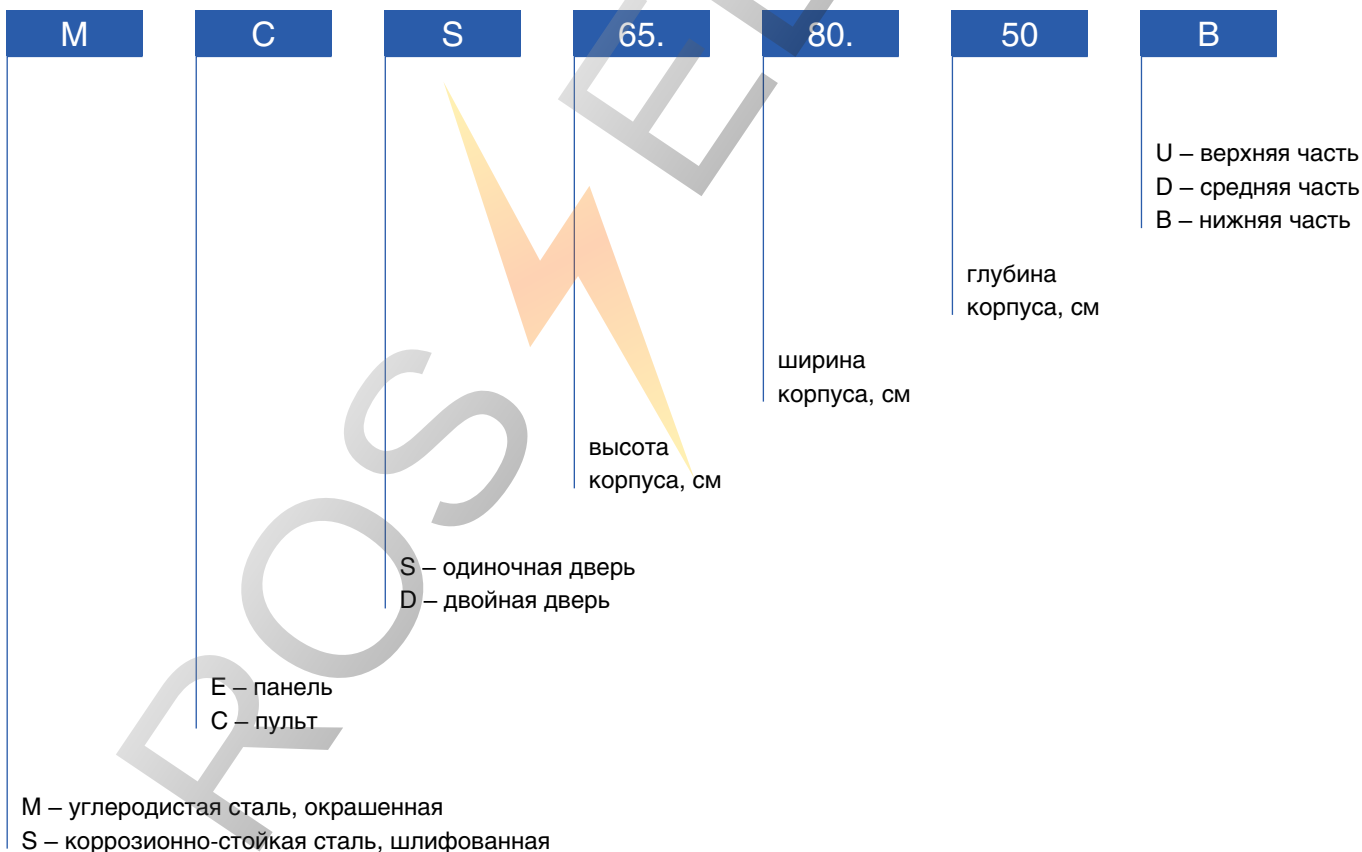 M C S 65. 80. 50 B
U – верхняя часть
D – средняя часть
B – нижняя часть
глубина
корпуса, см
ширина
корпуса, см
высота
корпуса, см
S – одиночная дверь
D – двойная дверь
E – панель
C – пульт
M – углеродистая сталь, окрашенная
S – коррозионно-стойкая сталь, шлифованная
ROS